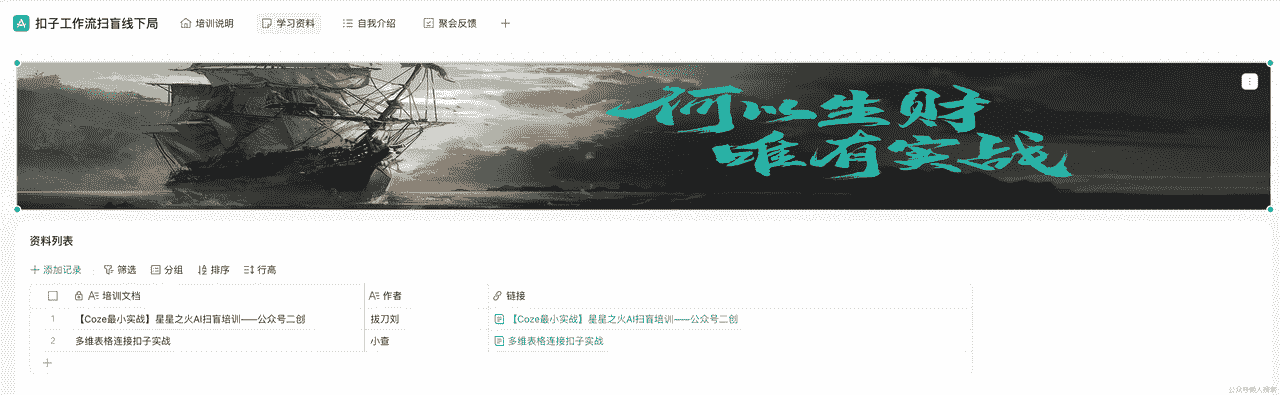 扣子工作流扫盲线下局 培训说明 学习资料 自我介绍 聚会反馈
何以生财
唯有实战
资料列表
添加记录 筛选 分组 排序 行高
培训文档 作者 链接
1 【Coze最小实战】星星之火AI扫盲培训——公众号二创 拔刀刘 【Coze最小实战】星星之火AI扫盲培训——公众号二创
2 多维表格连接扣子实战 小查 多维表格连接扣子实战